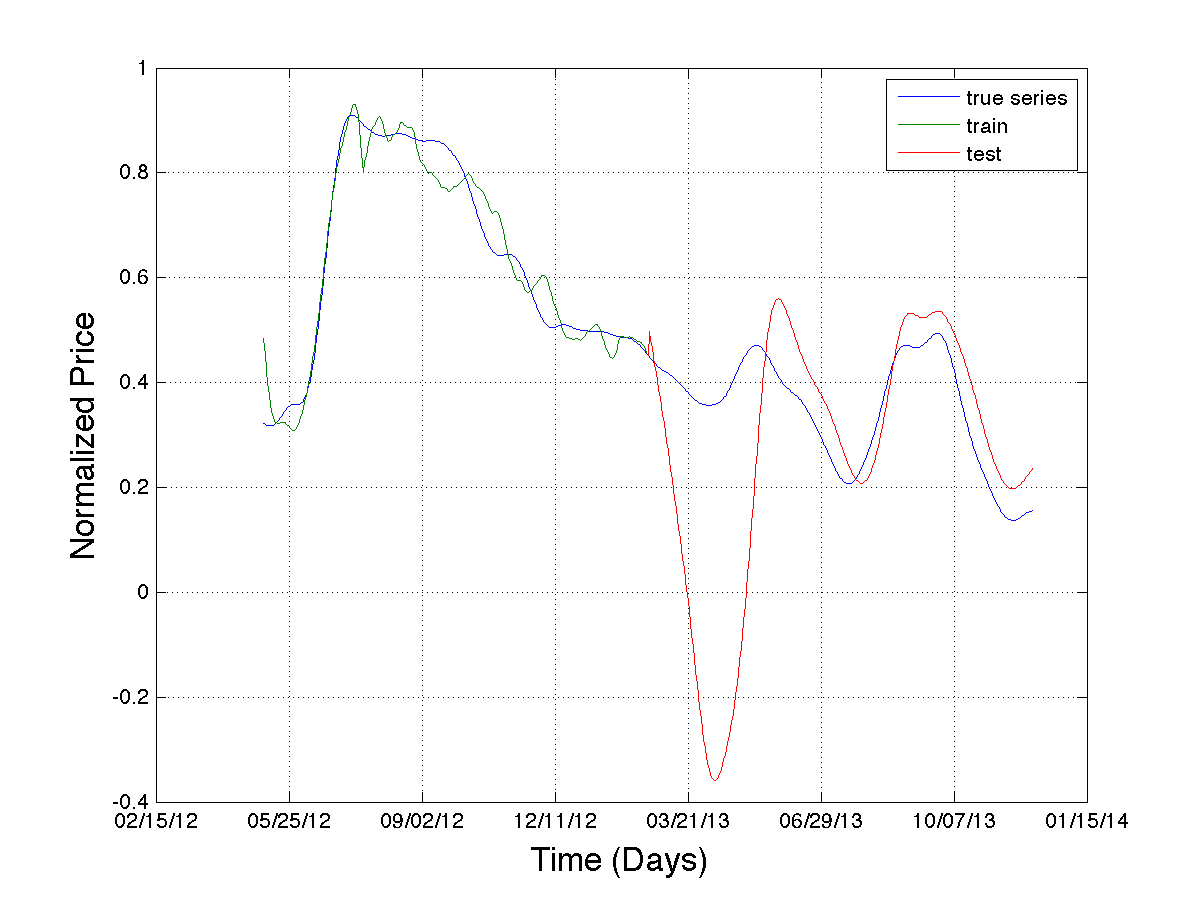 1
0.8
0.6
0.4
0.2
0
-0.2
-0.4
Normalized Price
true series
train
test
02/15/12 05/25/12 09/02/12 12/11/12 03/21/13 06/29/13 10/07/13 01/15/14
Time (Days)